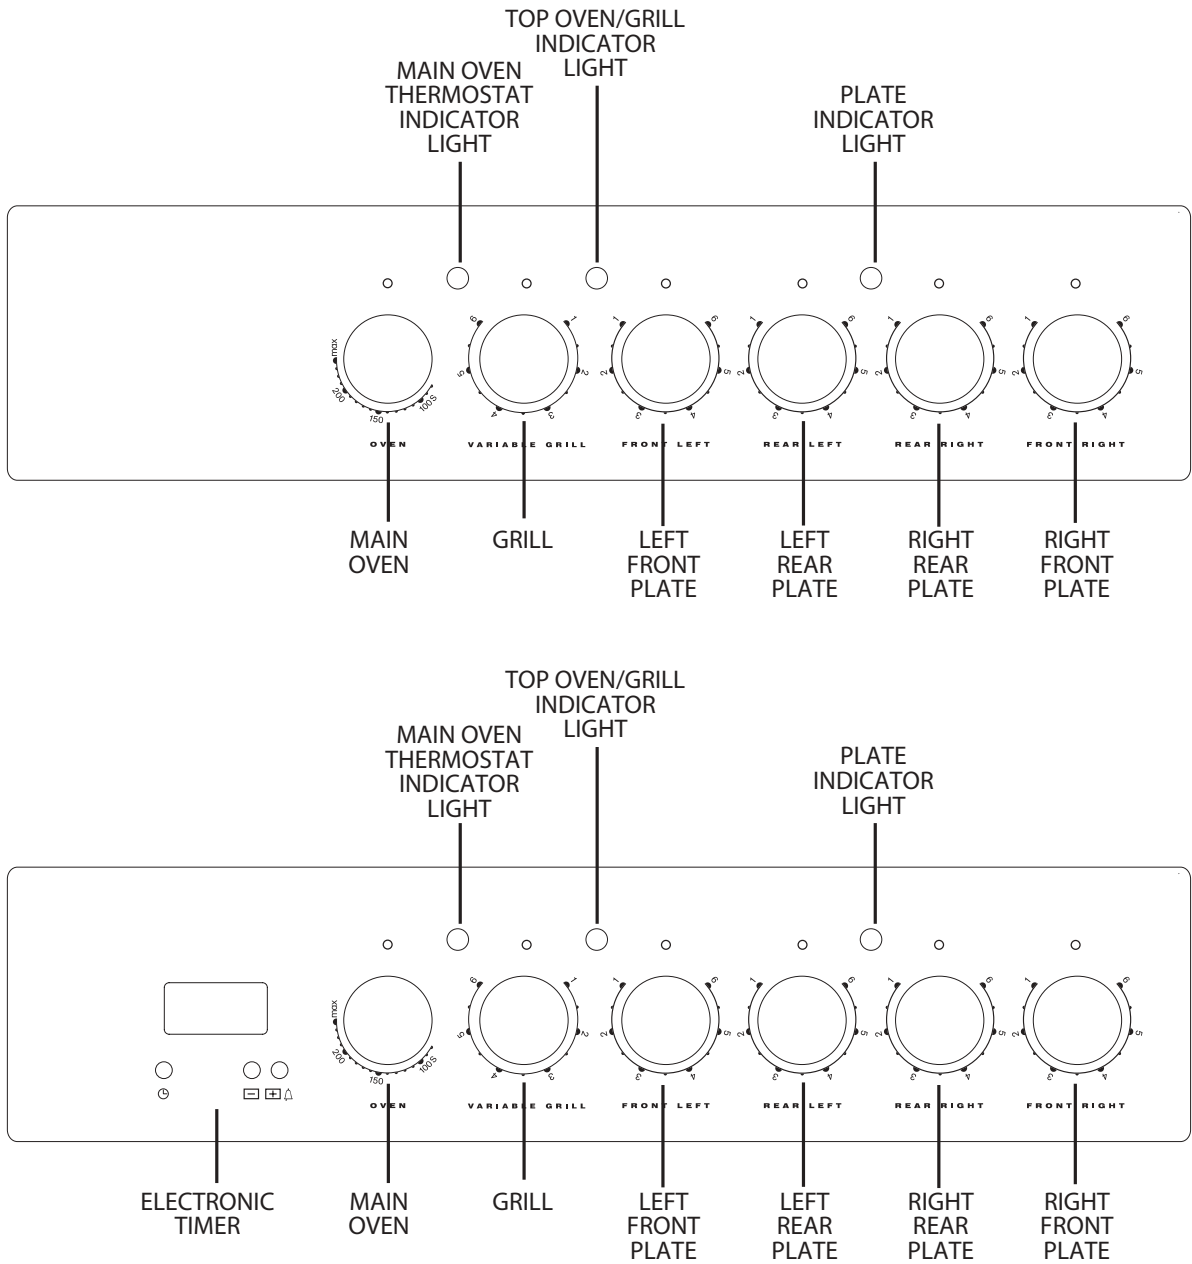 TOP OVEN/GRILL
INDICATOR
LIGHT
MAIN OVEN
THERMOSTAT
INDICATOR
LIGHT
PLATE
INDICATOR
LIGHT
max
200
150
100 S
6 5 4 3 2 1
1 2 3 4 5 6
1 2 3 4 5 6
1 2 3 4 5 6
1 2 3 4 5 6
OVEN
VARIABLE GRILL
FRONT LEFT
REAR LEFT
REAR RIGHT
FRONT RIGHT
MAIN
OVEN
GRILL
LEFT
FRONT
PLATE
LEFT
REAR
PLATE
RIGHT
REAR
PLATE
RIGHT
FRONT
PLATE
TOP OVEN/GRILL
INDICATOR
LIGHT
MAIN OVEN
THERMOSTAT
INDICATOR
LIGHT
PLATE
INDICATOR
LIGHT
max
200
150
100 S
6 5 4 3 2 1
1 2 3 4 5 6
1 2 3 4 5 6
1 2 3 4 5 6
1 2 3 4 5 6
OVEN
VARIABLE GRILL
FRONT LEFT
REAR LEFT
REAR RIGHT
FRONT RIGHT
ELECTRONIC
TIMER
MAIN
OVEN
GRILL
LEFT
FRONT
PLATE
LEFT
REAR
PLATE
RIGHT
REAR
PLATE
RIGHT
FRONT
PLATE